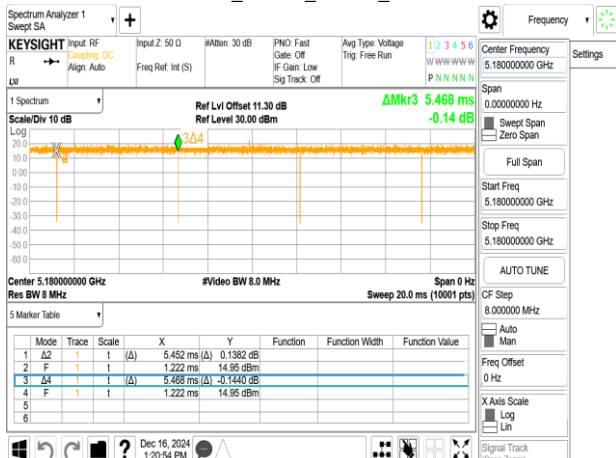 Spectrum Analyzer 1
Swept SA
Frequency
Settings
KEYSIGHT
R
Input: RF
Coupling: DC
Align: Auto
Input Z: 50 Ω
Freq Ref: Int (S)
#Atten: 30 dB
PNO: Fast
Gate: Off
IF Gain: Low
Sig Track: Off
Avg Type: Voltage
Trig: Free Run
1 2 3 4 5 6
W W W W W W
P N N N N N
1 Spectrum
Scale/Div 10 dB
Ref Lvl Offset 11.30 dB
Ref Level 30.00 dBm
ΔMkr3 5.468 ms
-0.14 dB
Log
20.0
10.0
0.00
-10.0
-20.0
-30.0
-40.0
-50.0
-60.0
3Δ4
Center 5.180000000 GHz
Res BW 8 MHz
#Video BW 8.0 MHz
Span 0 Hz
Sweep 20.0 ms (10001 pts)
5 Marker Table
Mode Trace Scale X Y Function Function Width Function Value
1 Δ2 1 t (Δ) 5.452 ms (Δ) 0.1382 dB
2 F 1 t 1.222 ms 14.95 dBm
3 Δ4 1 t (Δ) 5.468 ms (Δ) -0.1440 dB
4 F 1 t 1.222 ms 14.95 dBm
5
6
Dec 16, 2024
1:20:54 PM
Center Frequency
5.180000000 GHz
Span
0.00000000 Hz
Swept Span
Zero Span
Full Span
Start Freq
5.180000000 GHz
Stop Freq
5.180000000 GHz
AUTO TUNE
CF Step
8.000000 MHz
Auto
Man
Freq Offset
0 Hz
X Axis Scale
Log
Lin
Signal Track